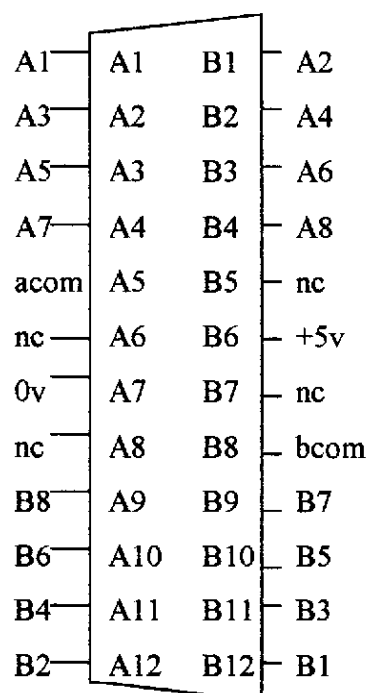 A1 A1 B1 A2
A3 A2 B2 A4
A5 A3 B3 A6
A7 A4 B4 A8
acom A5 B5 nc
nc A6 B6 +5v
0v A7 B7 nc
nc A8 B8 bcom
B8 A9 B9 B7
B6 A10 B10 B5
B4 A11 B11 B3
B2 A12 B12 B1